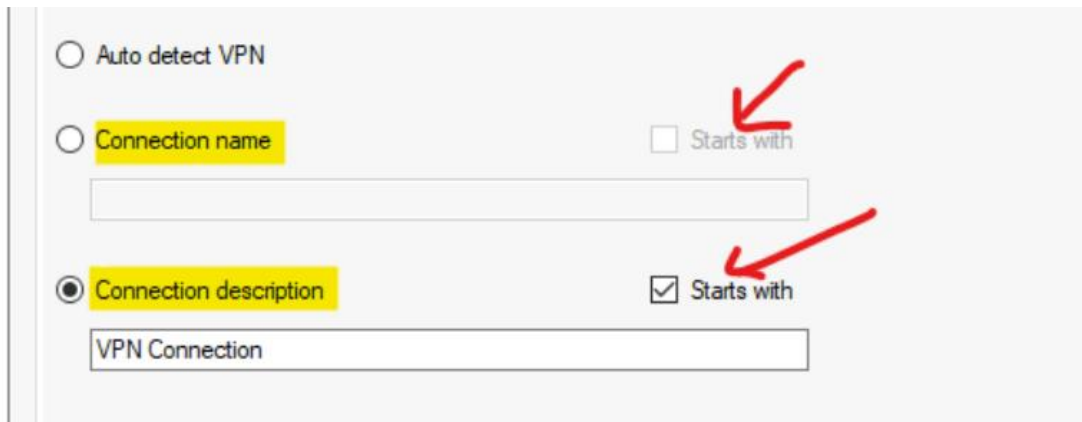 Auto detect VPN
Connection name Starts with
Connection description Starts with
VPN Connection